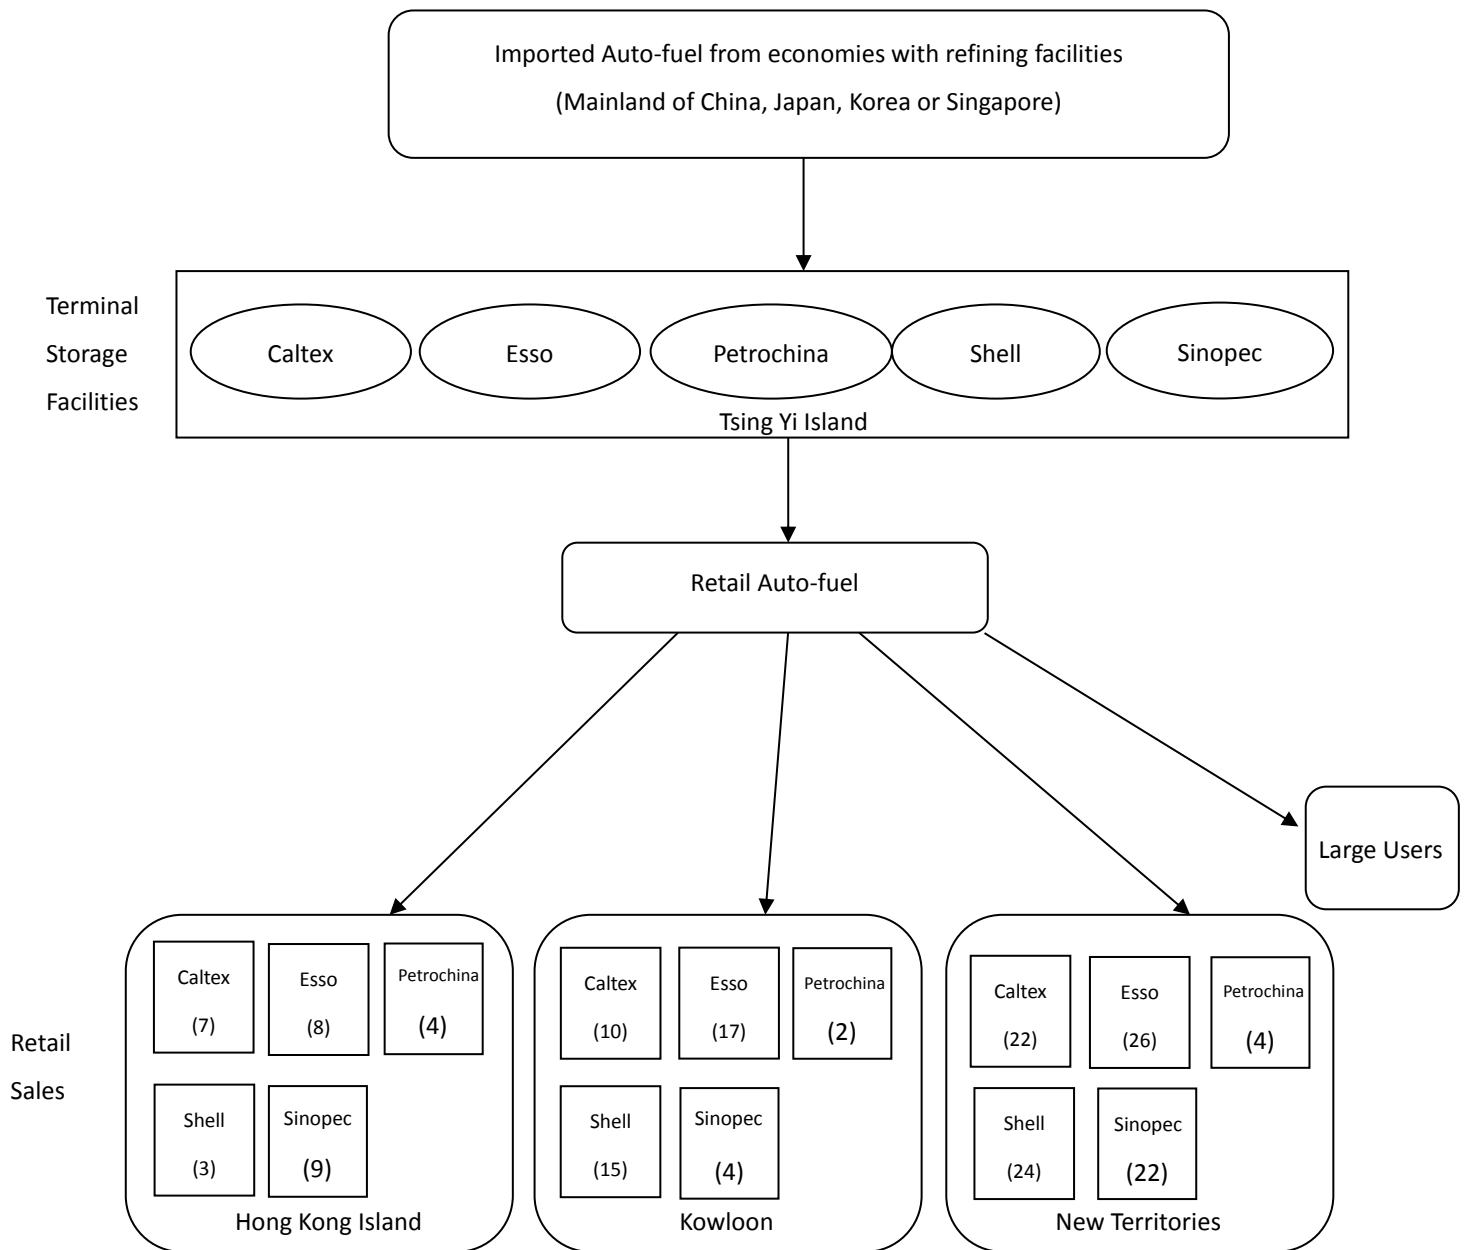 Imported Auto-fuel from economies with refining facilities
(Mainland of China, Japan, Korea or Singapore)
Terminal
Storage
Facilities
Caltex
Esso
Petrochina
Shell
Sinopec
Tsing Yi Island
Retail Auto-fuel
Large Users
Retail
Sales
Caltex
(7)
Esso
(8)
Petrochina
(4)
Shell
(3)
Sinopec
(9)
Hong Kong Island
Caltex
(10)
Esso
(17)
Petrochina
(2)
Shell
(15)
Sinopec
(4)
Kowloon
Caltex
(22)
Esso
(26)
Petrochina
(4)
Shell
(24)
Sinopec
(22)
New Territories